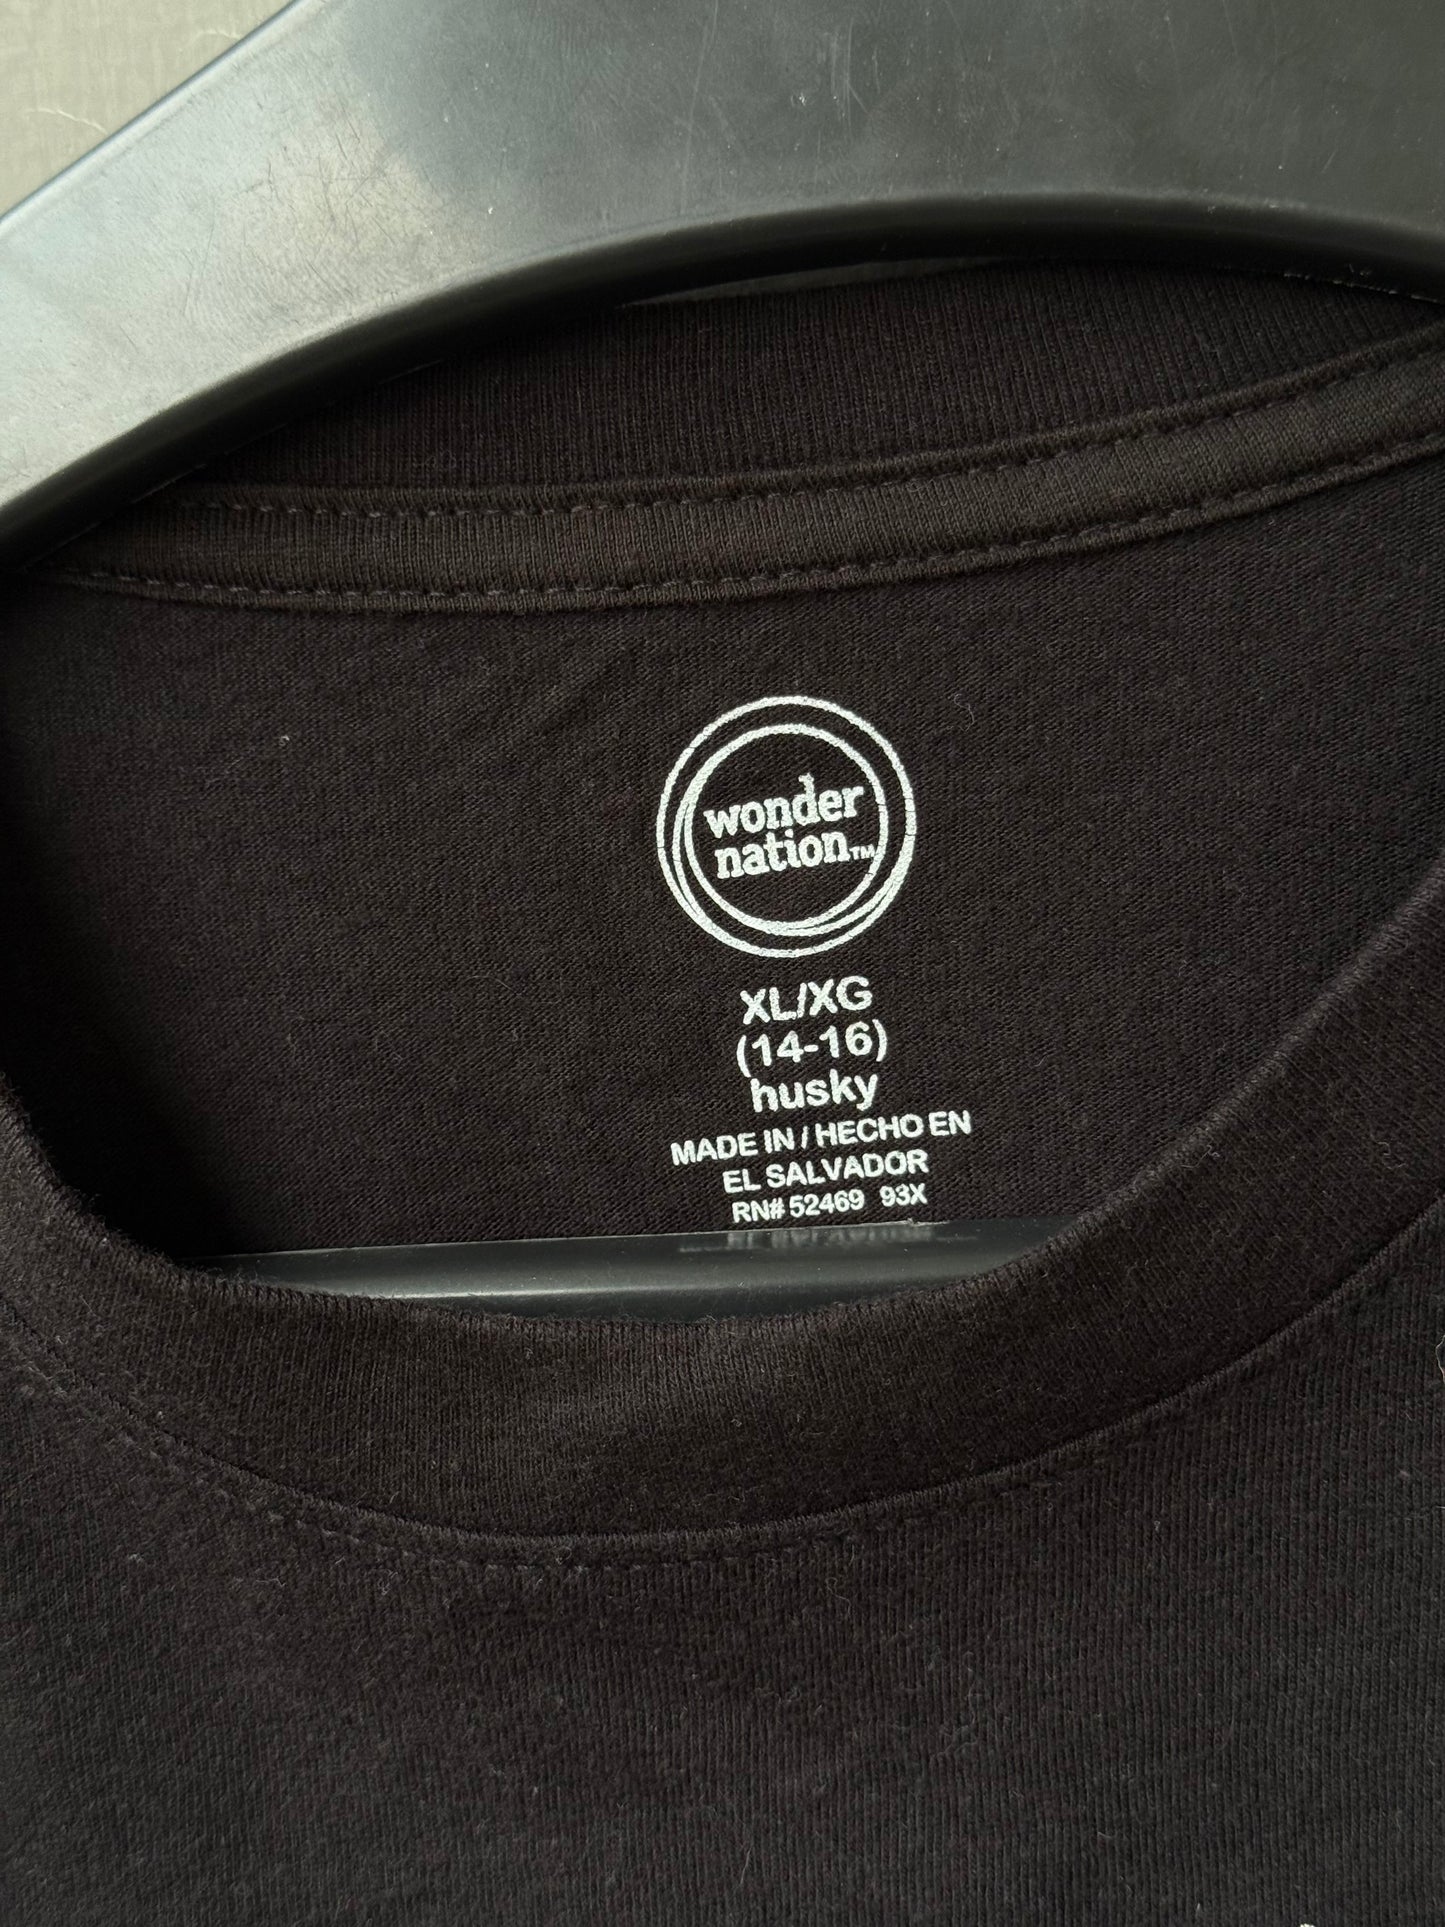 wonder
nation™
XL/XG
(14-16)
husky
MADE IN / HECHO EN
EL SALVADOR
RN# 52469 93X